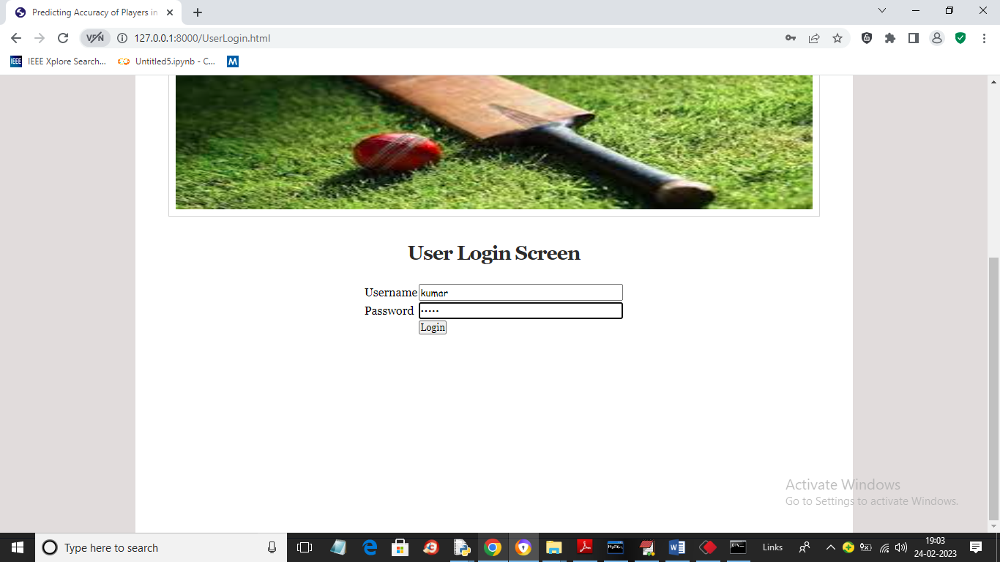 Predicting Accuracy of Players in
VPN
127.0.0.1:8000/UserLogin.html
IEEE IEEE Xplore Search... Untitled5.ipynb - C... M
User Login Screen
Username kumar
Password •••••
Login
Activate Windows
Go to Settings to activate Windows.
Type here to search
Links
19:03
24-02-2023